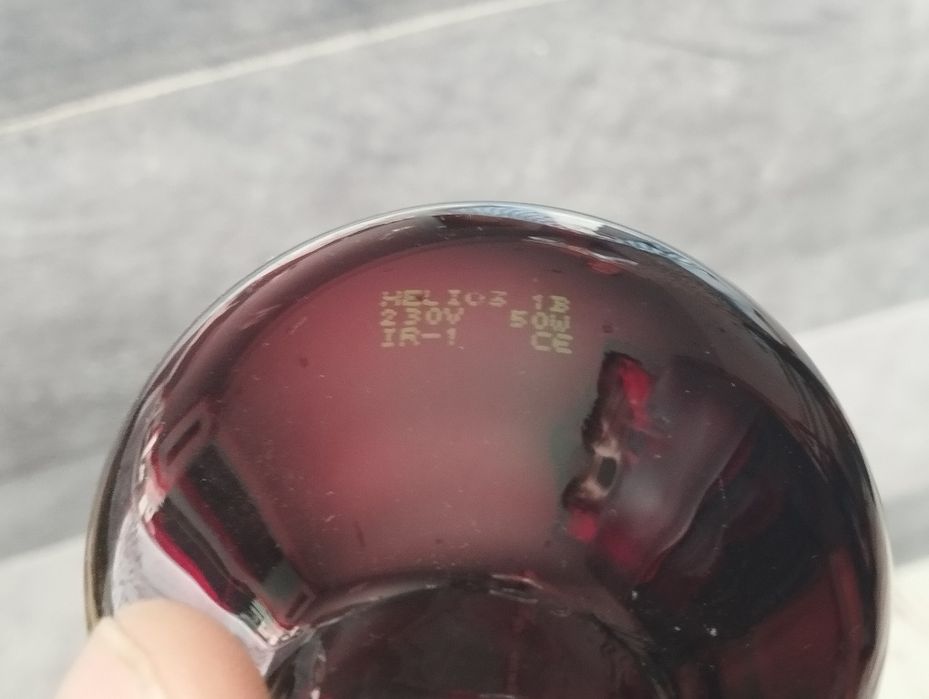 HELIOS 1B
230V 50W
IR-1 CE